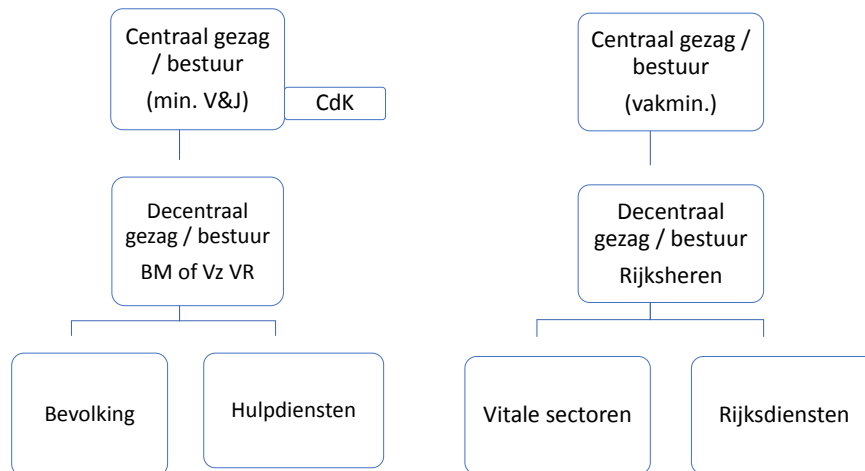 Centraal gezag
/ bestuur
(min. V&J)
CdK
Decentraal
gezag / bestuur
BM of Vz VR
Bevolking
Hulpdiensten
Centraal gezag /
bestuur
(vakmin.)
Decentraal
gezag / bestuur
Rijksheren
Vitale sectoren
Rijksdiensten